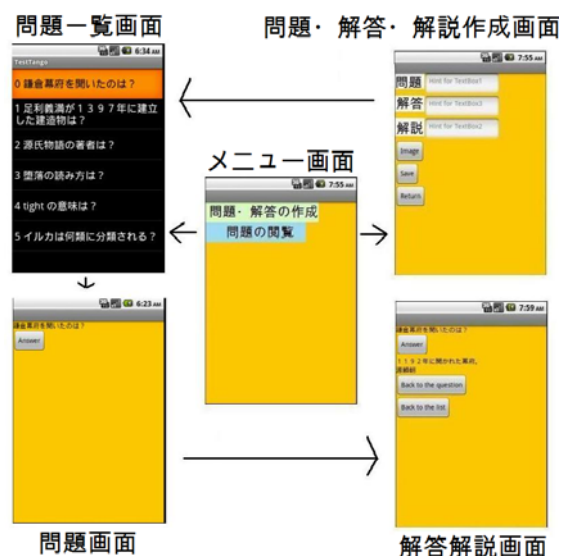 問題一覧画面
問題・解答・解説作成画面
6:34 AM
TestTango
0 鎌倉幕府を開いたのは？
1 足利義満が１３９７年に建立
した建造物は？
2 源氏物語の著者は？
3 堕落の読み方は？
4 tight の意味は？
5 イルカは何類に分類される？
7:55 AM
問題 Hint for TextBox1
解答 Hint for TextBox3
解説 Hint for TextBox2
Image
Save
Return
メニュー画面
7:55 AM
問題・解答の作成
問題の閲覧
6:23 AM
鎌倉幕府を開いたのは？
Answer
問題画面
7:59 AM
鎌倉幕府を開いたのは？
Answer
１１９２年に開かれた幕府。
源頼朝
Back to the question
Back to the list
解答解説画面